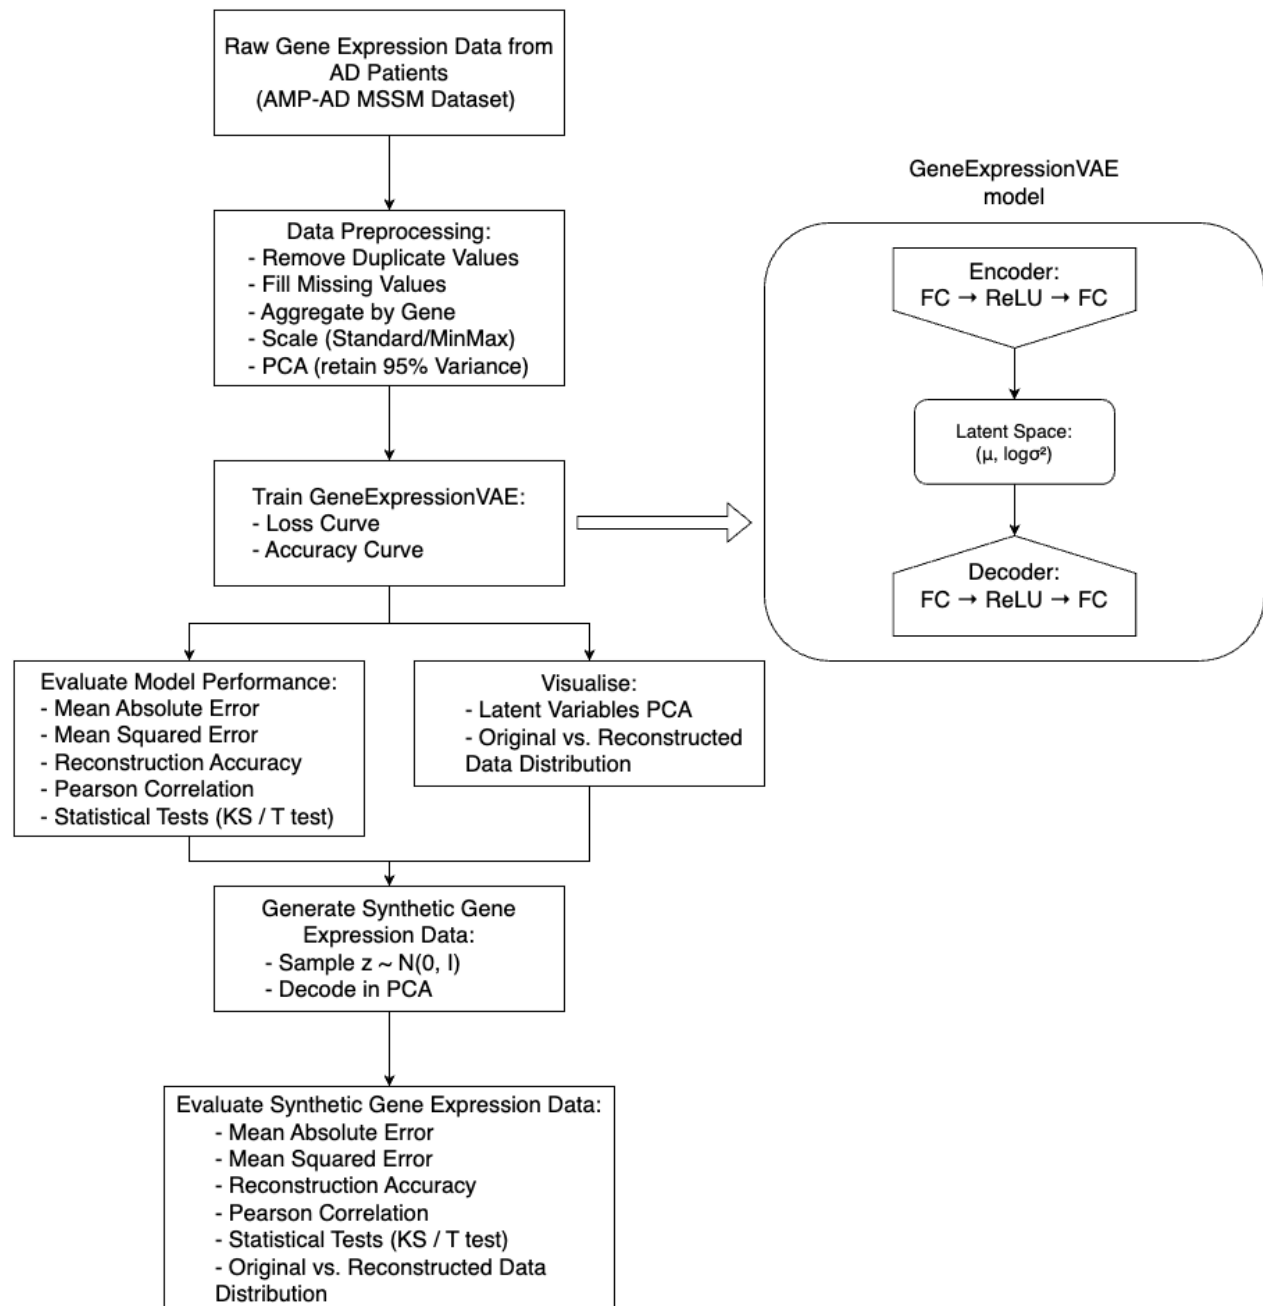 Raw Gene Expression Data from
AD Patients
(AMP-AD MSSM Dataset)
Data Preprocessing:
- Remove Duplicate Values
- Fill Missing Values
- Aggregate by Gene
- Scale (Standard/MinMax)
- PCA (retain 95% Variance)
Train GeneExpressionVAE:
- Loss Curve
- Accuracy Curve
GeneExpressionVAE
model
Encoder:
FC → ReLU → FC
Latent Space:
(μ, logσ²)
Decoder:
FC → ReLU → FC
Evaluate Model Performance:
- Mean Absolute Error
- Mean Squared Error
- Reconstruction Accuracy
- Pearson Correlation
- Statistical Tests (KS / T test)
Visualise:
- Latent Variables PCA
- Original vs. Reconstructed
Data Distribution
Generate Synthetic Gene
Expression Data:
- Sample z ~ N(0, I)
- Decode in PCA
Evaluate Synthetic Gene Expression Data:
- Mean Absolute Error
- Mean Squared Error
- Reconstruction Accuracy
- Pearson Correlation
- Statistical Tests (KS / T test)
- Original vs. Reconstructed Data
Distribution